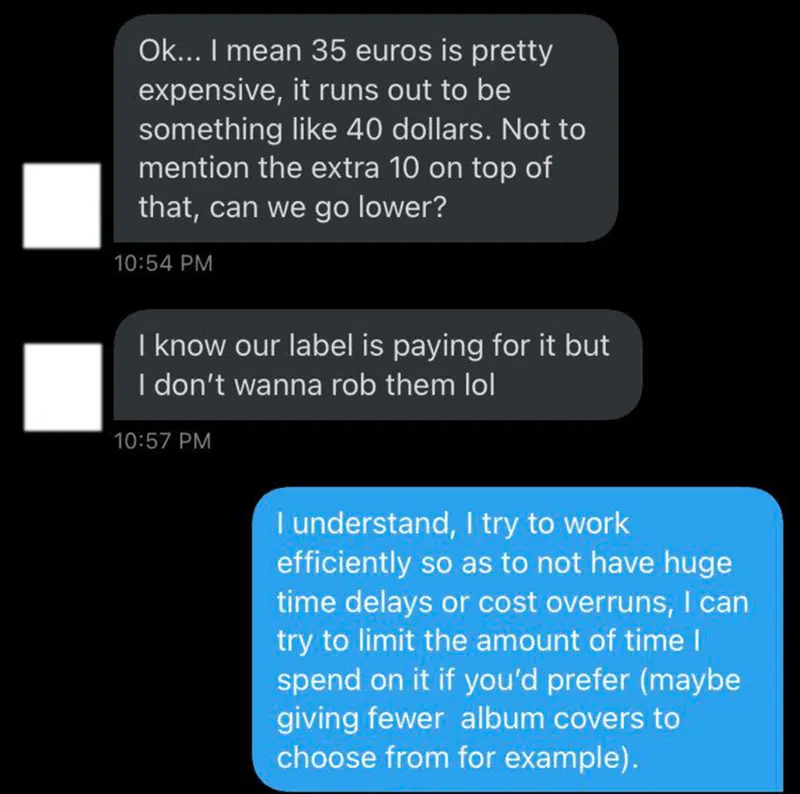 Ok... I mean 35 euros is pretty
expensive, it runs out to be
something like 40 dollars. Not to
mention the extra 10 on top of
that, can we go lower?
10:54 PM
I know our label is paying for it but
I don't wanna rob them lol
10:57 PM
I understand, I try to work
efficiently so as to not have huge
time delays or cost overruns, I can
try to limit the amount of time I
spend on it if you'd prefer (maybe
giving fewer  album covers to
choose from for example).